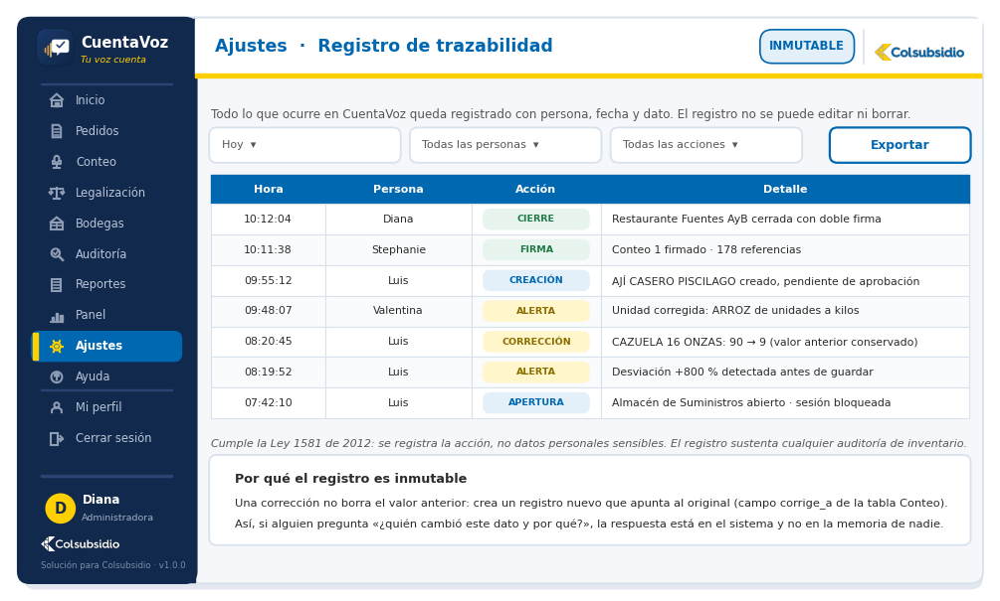 CuentaVoz
Tu voz cuenta
Inicio
Pedidos
Conteo
Legalización
Bodegas
Auditoría
Reportes
Panel
Ajustes
Ayuda
Mi perfil
Cerrar sesión
D
Diana
Administradora
Colsubsidio
Solución para Colsubsidio · v1.0.0
Ajustes · Registro de trazabilidad
INMUTABLE
Colsubsidio
Todo lo que ocurre en CuentaVoz queda registrado con persona, fecha y dato. El registro no se puede editar ni borrar.
Hoy ▾ Todas las personas ▾ Todas las acciones ▾ Exportar
Hora Persona Acción Detalle
10:12:04 Diana CIERRE Restaurante Fuentes AyB cerrada con doble firma
10:11:38 Stephanie FIRMA Conteo 1 firmado · 178 referencias
09:55:12 Luis CREACIÓN AJÍ CASERO PISCILAGO creado, pendiente de aprobación
09:48:07 Valentina ALERTA Unidad corregida: ARROZ de unidades a kilos
08:20:45 Luis CORRECCIÓN CAZUELA 16 ONZAS: 90 → 9 (valor anterior conservado)
08:19:52 Luis ALERTA Desviación +800 % detectada antes de guardar
07:42:10 Luis APERTURA Almacén de Suministros abierto · sesión bloqueada
Cumple la Ley 1581 de 2012: se registra la acción, no datos personales sensibles. El registro sustenta cualquier auditoría de inventario.
Por qué el registro es inmutable
Una corrección no borra el valor anterior: crea un registro nuevo que apunta al original (campo corrige_a de la tabla Conteo).
Así, si alguien pregunta «¿quién cambió este dato y por qué?», la respuesta está en el sistema y no en la memoria de nadie.